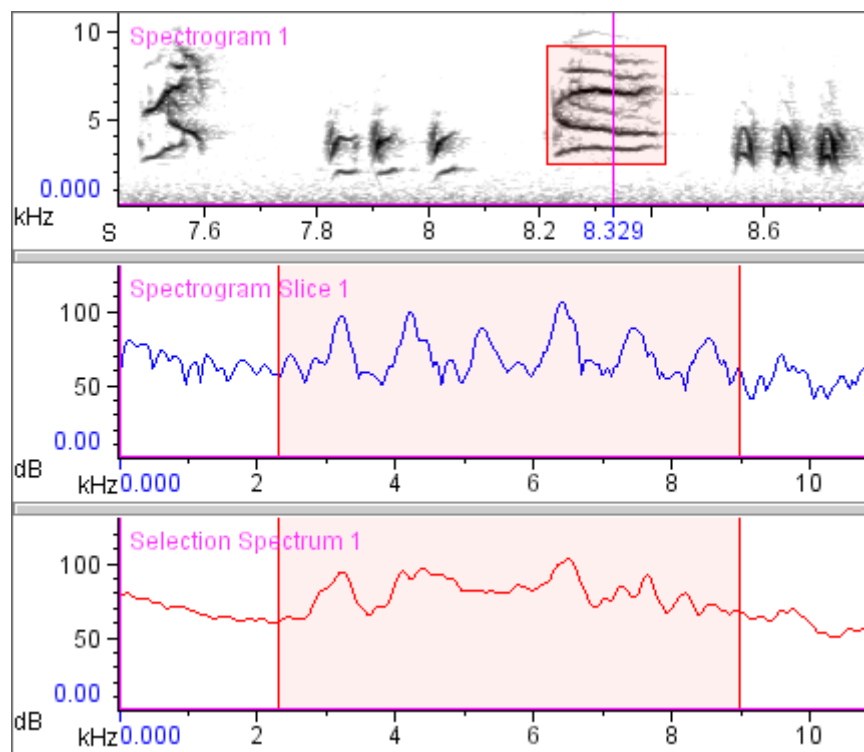 Spectrogram 1
10
5
0.000
kHz
S 7.6 7.8 8 8.2 8.329 8.6
Spectrogram Slice 1
100
50
0.00
dB
kHz 0.000 2 4 6 8 10
Selection Spectrum 1
100
50
0.00
dB
kHz 0.000 2 4 6 8 10